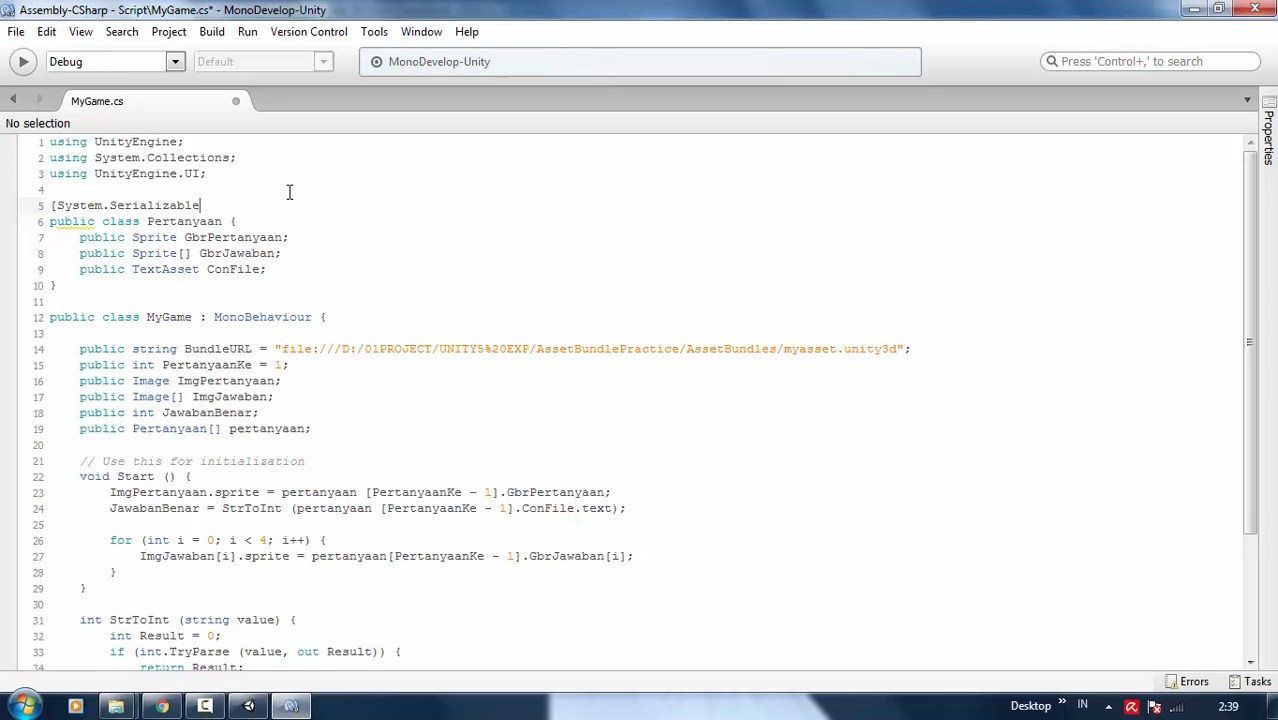 Assembly-CSharp - Script\MyGame.cs* - MonoDevelop-Unity
File Edit View Search Project Build Run Version Control Tools Window Help
Debug Default MonoDevelop-Unity Press 'Control+,' to search
MyGame.cs
No selection
Properties
1 using UnityEngine;
2 using System.Collections;
3 using UnityEngine.UI;
4
5 [System.Serializable
6 public class Pertanyaan {
7 public Sprite GbrPertanyaan;
8 public Sprite[] GbrJawaban;
9 public TextAsset ConFile;
10 }
11
12 public class MyGame : MonoBehaviour {
13
14 public string BundleURL = "file:///D:/01PROJECT/UNITY5%20EXP/AssetBundlePractice/AssetBundles/myasset.unity3d";
15 public int PertanyaanKe = 1;
16 public Image ImgPertanyaan;
17 public Image[] ImgJawaban;
18 public int JawabanBenar;
19 public Pertanyaan[] pertanyaan;
20
21 // Use this for initialization
22 void Start () {
23 ImgPertanyaan.sprite = pertanyaan [PertanyaanKe - 1].GbrPertanyaan;
24 JawabanBenar = StrToInt (pertanyaan [PertanyaanKe - 1].ConFile.text);
25
26 for (int i = 0; i < 4; i++) {
27 ImgJawaban[i].sprite = pertanyaan[PertanyaanKe - 1].GbrJawaban[i];
28 }
29 }
30
31 int StrToInt (string value) {
32 int Result = 0;
33 if (int.TryParse (value, out Result)) {
34 return Result;
Errors Tasks
Desktop IN 2:39